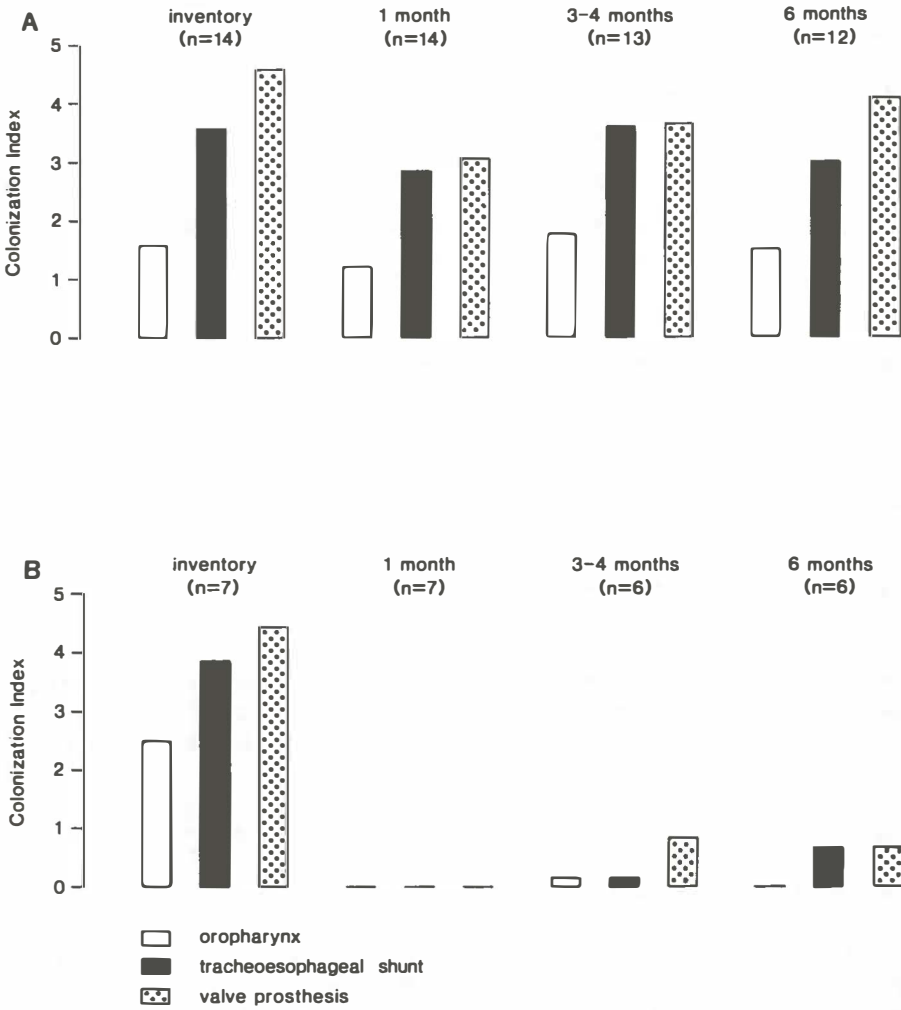 A
inventory
(n=14)
1 month
(n=14)
3-4 months
(n=13)
6 months
(n=12)
Colonization Index
5
4
3
2
1
0
B
inventory
(n=7)
1 month
(n=7)
3-4 months
(n=6)
6 months
(n=6)
Colonization Index
5
4
3
2
1
0
oropharynx
tracheoesophageal shunt
valve prosthesis